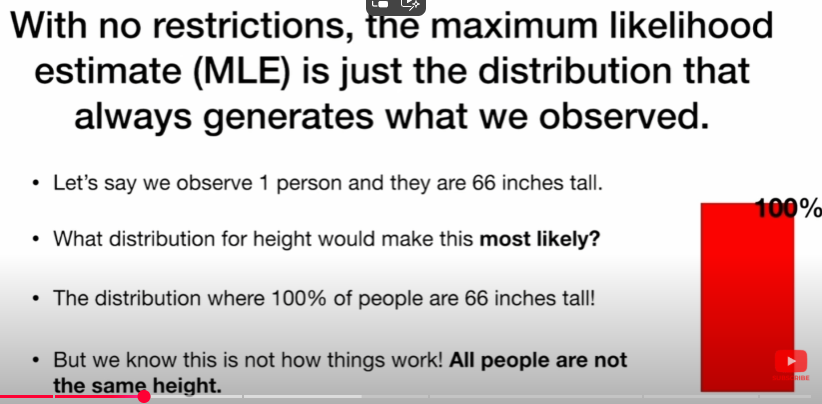 With no restrictions, the maximum likelihood
estimate (MLE) is just the distribution that
always generates what we observed.
• Let's say we observe 1 person and they are 66 inches tall.
100%
• What distribution for height would make this most likely?
• The distribution where 100% of people are 66 inches tall!
• But we know this is not how things work! All people are not
the same height.